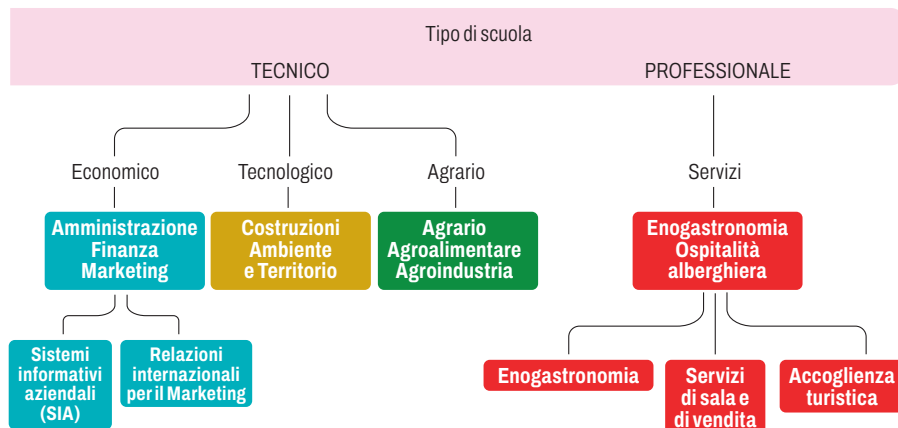 Tipo di scuola
TECNICO
PROFESSIONALE
Economico
Tecnologico
Agrario
Servizi
Amministrazione
Finanza
Marketing
Costruzioni
Ambiente
e Territorio
Agrario
Agroalimentare
Agroindustria
Enogastronomia
Ospitalità
alberghiera
Sistemi
informativi
aziendali
(SIA)
Relazioni
internazionali
per il Marketing
Enogastronomia
Servizi
di sala e
di vendita
Accoglienza
turistica